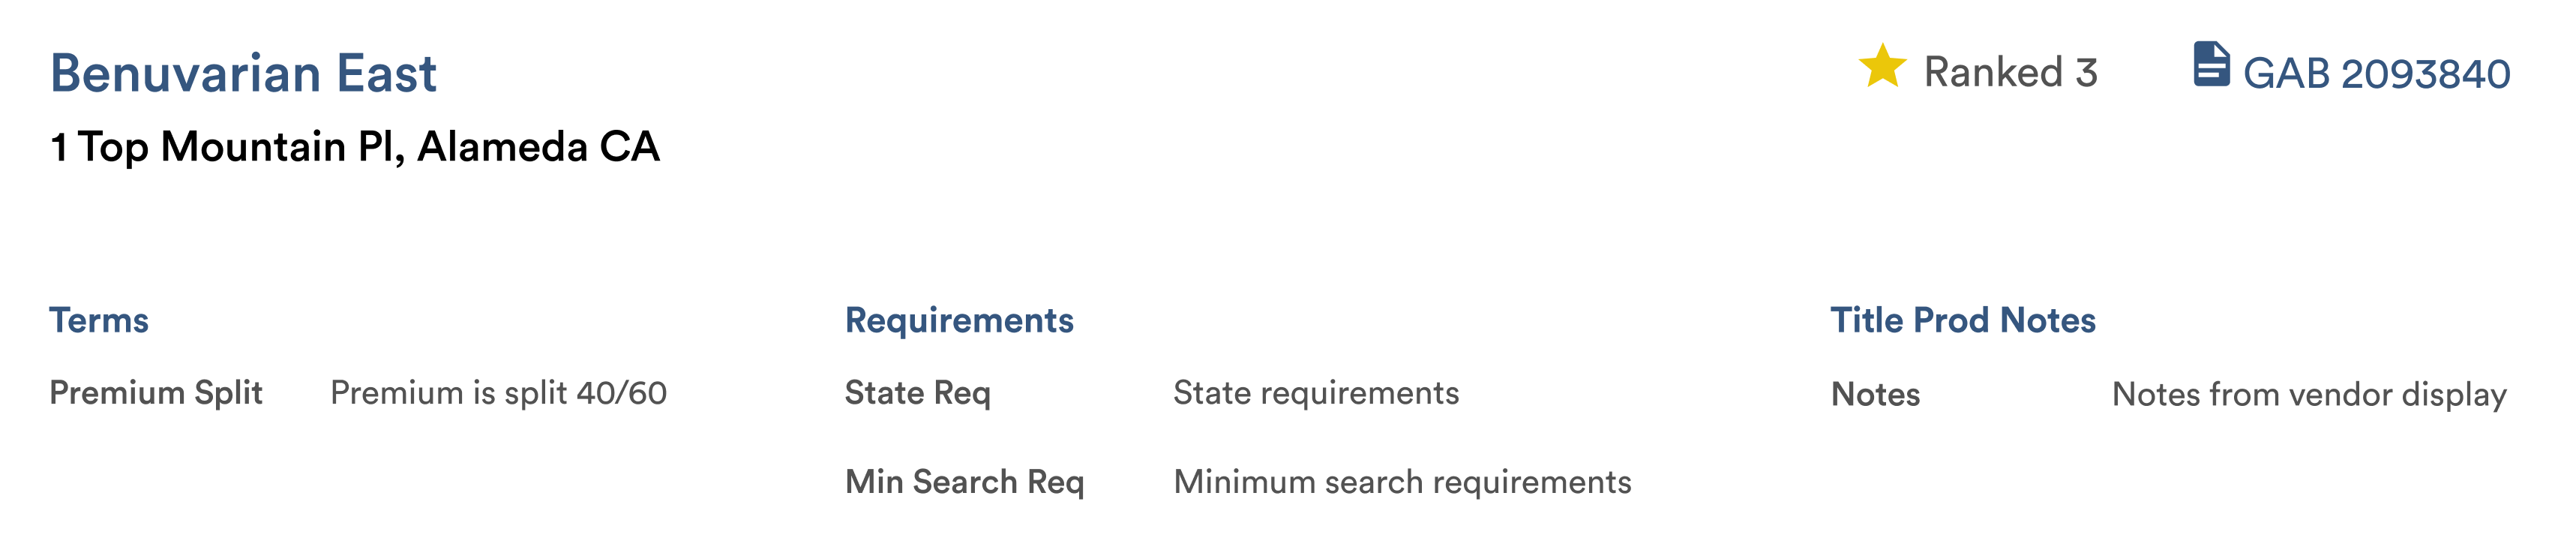 Benuvarian East
Ranked 3
GAB 2093840
1 Top Mountain Pl, Alameda CA
Terms
Requirements
Title Prod Notes
Premium Split Premium is split 40/60
State Req State requirements
Notes Notes from vendor display
Min Search Req Minimum search requirements